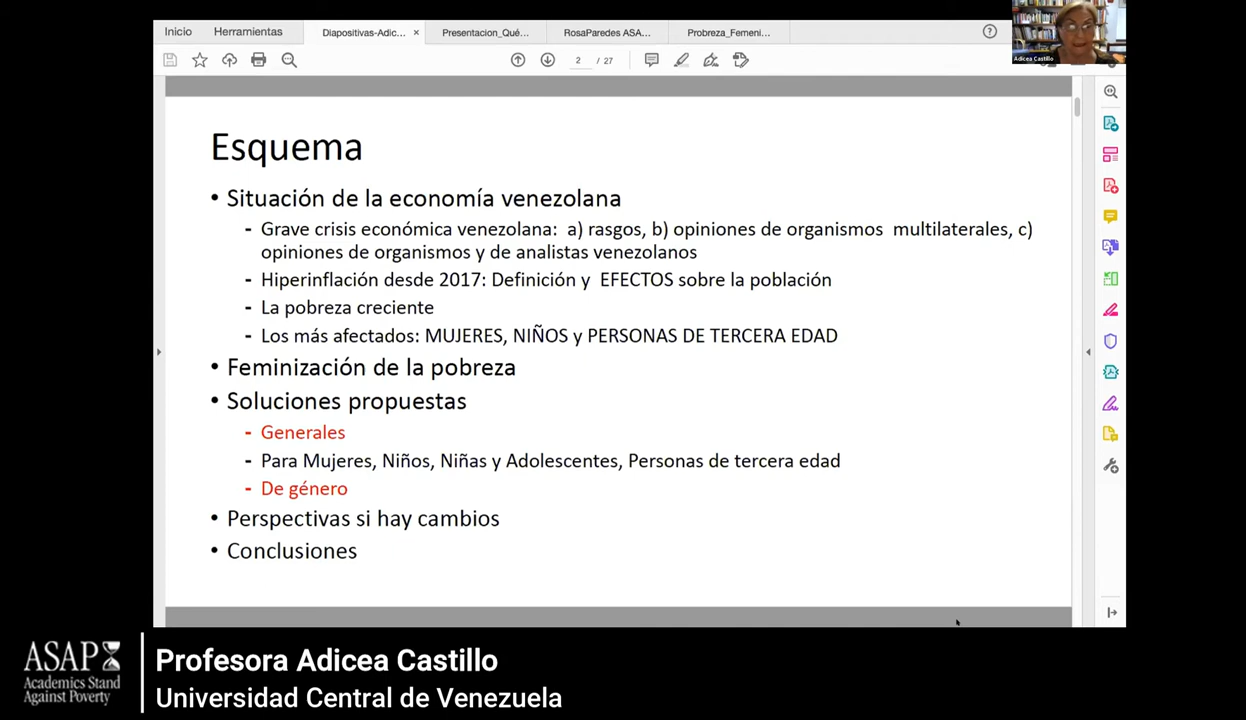 Inicio
Herramientas
Diapositivas-Adic... ×
Presentacion_Qué...
RosaParedes ASA...
Probreza_Femeni...
Adicea Castillo
2 / 27
Esquema
• Situación de la economía venezolana
- Grave crisis económica venezolana: a) rasgos, b) opiniones de organismos multilaterales, c)
opiniones de organismos y de analistas venezolanos
- Hiperinflación desde 2017: Definición y EFECTOS sobre la población
- La pobreza creciente
- Los más afectados: MUJERES, NIÑOS y PERSONAS DE TERCERA EDAD
• Feminización de la pobreza
• Soluciones propuestas
- Generales
- Para Mujeres, Niños, Niñas y Adolescentes, Personas de tercera edad
- De género
• Perspectivas si hay cambios
• Conclusiones
ASAP
Academics Stand
Against Poverty
Profesora Adicea Castillo
Universidad Central de Venezuela